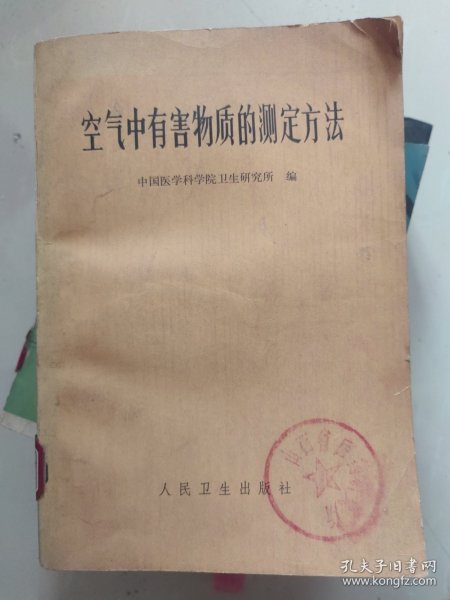 空气中有害物质的测定方法
中国医学科学院卫生研究所 编
人民卫生出版社
孔夫子旧书网
www.kongfz.com